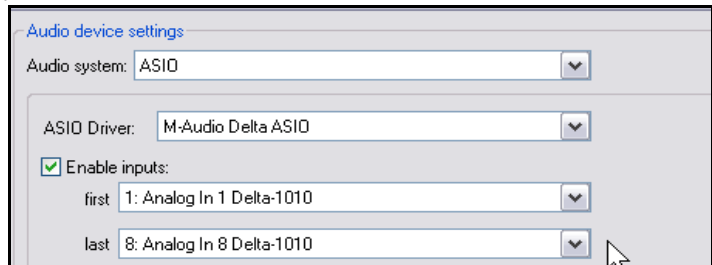 Audio device settings
Audio system: ASIO
ASIO Driver: M-Audio Delta ASIO
Enable inputs:
first 1: Analog In 1 Delta-1010
last 8: Analog In 8 Delta-1010